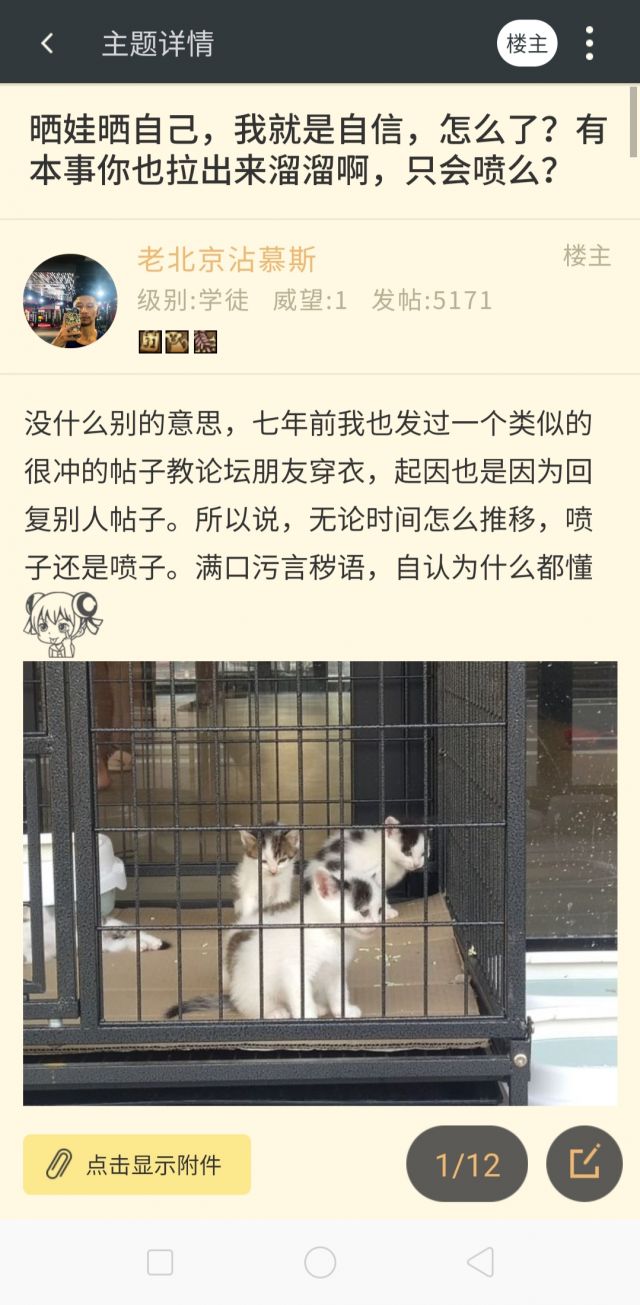 主题详情
楼主
晒娃晒自己，我就是自信，怎么了？有
本事你也拉出来溜溜啊，只会喷么？
老北京沾慕斯
楼主
级别:学徒 威望:1 发帖:5171
没什么别的意思，七年前我也发过一个类似的
很冲的帖子教论坛朋友穿衣，起因也是因为回
复别人帖子。所以说，无论时间怎么推移，喷
子还是喷子。满口污言秽语，自认为什么都懂
点击显示附件
1/12